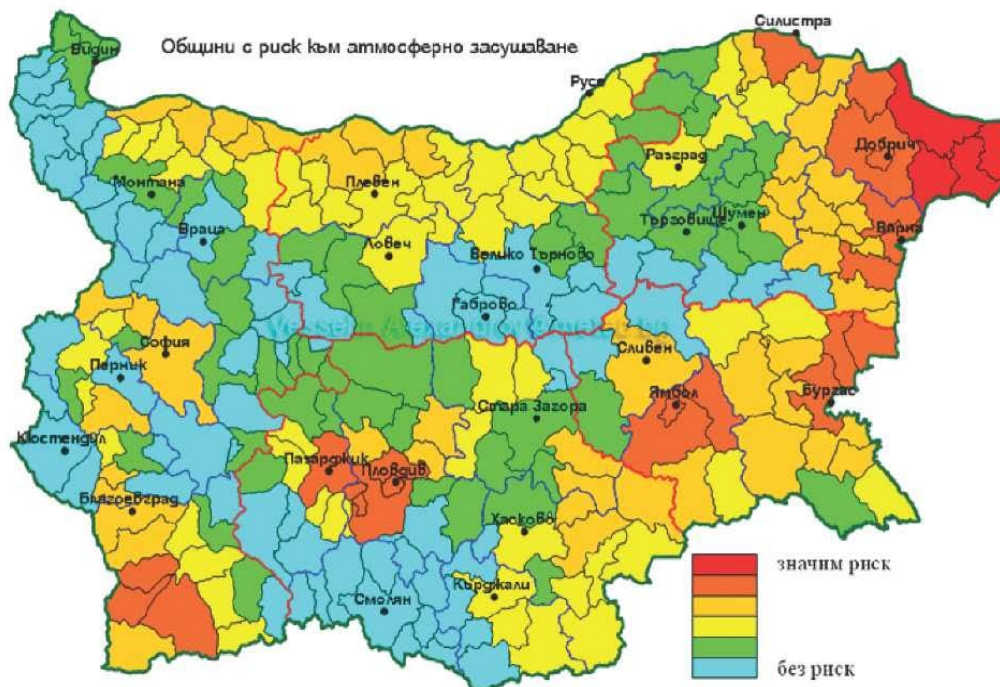 Силистра
Видин
Общини с риск към атмосферно засушаване
Русе
Добрич
Разград
Монтана
Плевен
Търговище
Шумен
Враца
Варна
Ловеч
Велико Търново
Габрово
София
Сливен
Перник
Ямбол
Бургас
Стара Загора
Кюстендил
Пазарджик
Пловдив
Благоевград
Хасково
значим риск
Кърджали
Смолян
без риск